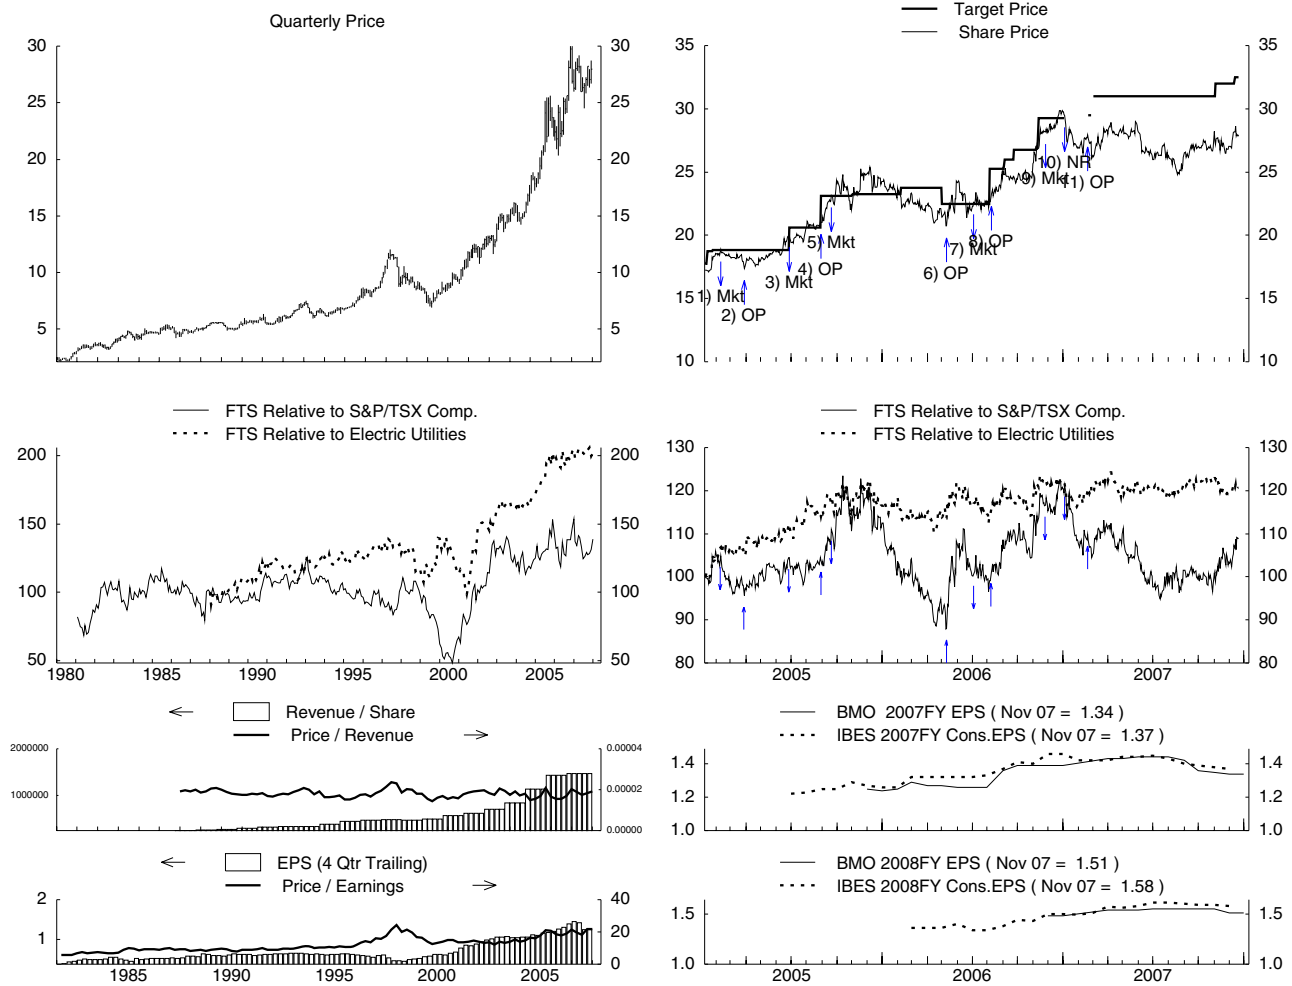 Quarterly Price
30
30
25
25
20
20
15
15
10
10
5
5
Target Price
Share Price
35
35
30
30
10) NR
25
25
9) Mkt
11) OP
5) Mkt
8) OP
20
20
7) Mkt
4) OP
6) OP
3) Mkt
1) Mkt
15
15
2) OP
10
10
FTS Relative to S&P/TSX Comp.
FTS Relative to Electric Utilities
200
200
150
150
100
100
50
50
1980 1985 1990 1995 2000 2005
FTS Relative to S&P/TSX Comp.
FTS Relative to Electric Utilities
130
130
120
120
110
110
100
100
90
90
80
80
2005 2006 2007
Revenue / Share
Price / Revenue
2000000
0.00004
1000000
0.00002
0.00000
BMO 2007FY EPS ( Nov 07 = 1.34 )
IBES 2007FY Cons.EPS ( Nov 07 = 1.37 )
1.4
1.4
1.2
1.2
1.0
1.0
EPS (4 Qtr Trailing)
Price / Earnings
2
40
1
20
0
1985 1990 1995 2000 2005
BMO 2008FY EPS ( Nov 07 = 1.51 )
IBES 2008FY Cons.EPS ( Nov 07 = 1.58 )
1.5
1.5
1.0
1.0
2005 2006 2007